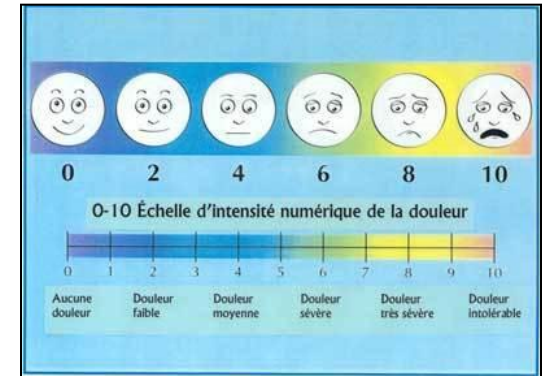 0 2 4 6 8 10
0-10 Échelle d'intensité numérique de la douleur
0 1 2 3 4 5 6 7 8 9 10
Aucune douleur
Douleur faible
Douleur moyenne
Douleur sévère
Douleur très sévère
Douleur intolérable